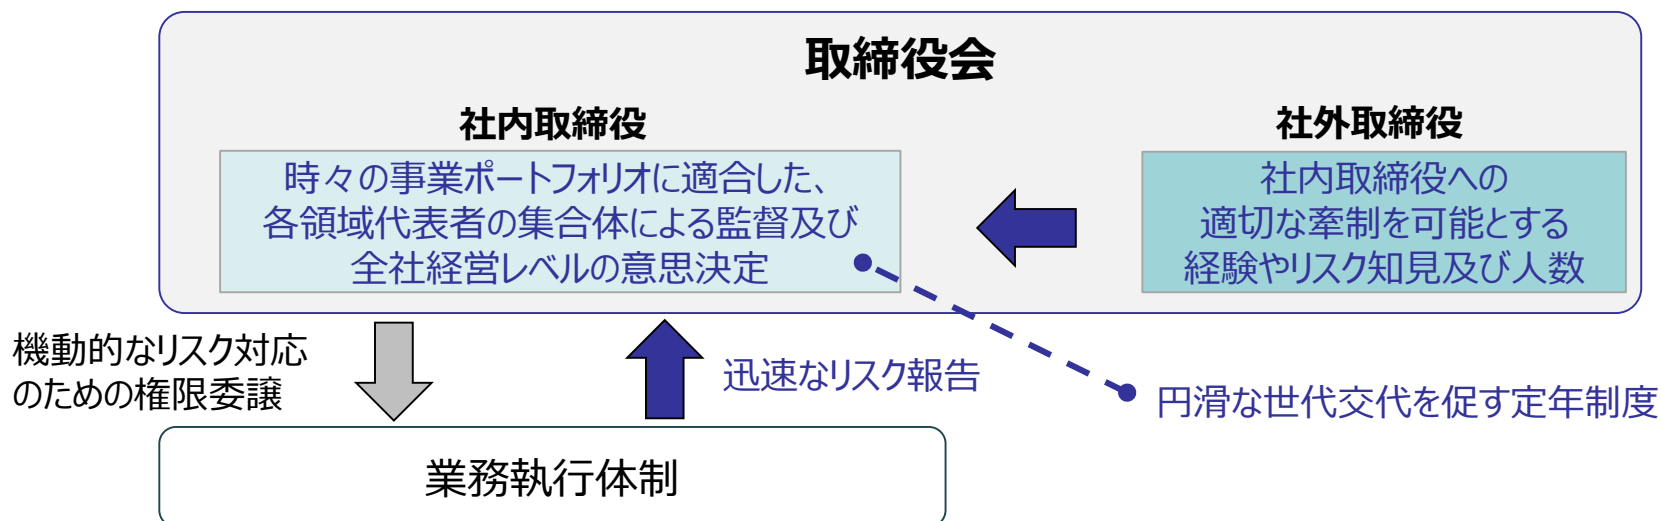 取締役会
社内取締役
時々の事業ポートフォリオに適合した、
各領域代表者の集合体による監督及び
全社経営レベルの意思決定
社外取締役
社内取締役への
適切な牽制を可能とする
経験やリスク知見及び人数
機動的なリスク対応
のための権限委譲
迅速なリスク報告
円滑な世代交代を促す定年制度
業務執行体制